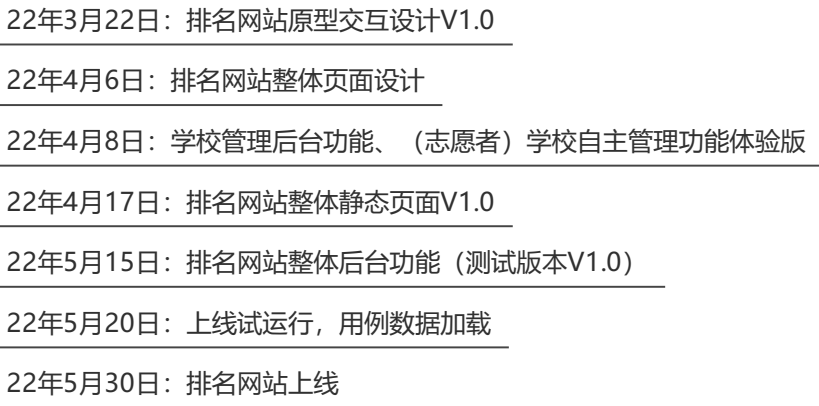 22年3月22日：排名网站原型交互设计V1.0
22年4月6日：排名网站整体页面设计
22年4月8日：学校管理后台功能、（志愿者）学校自主管理功能体验版
22年4月17日：排名网站整体静态页面V1.0
22年5月15日：排名网站整体后台功能（测试版本V1.0）
22年5月20日：上线试运行，用例数据加载
22年5月30日：排名网站上线